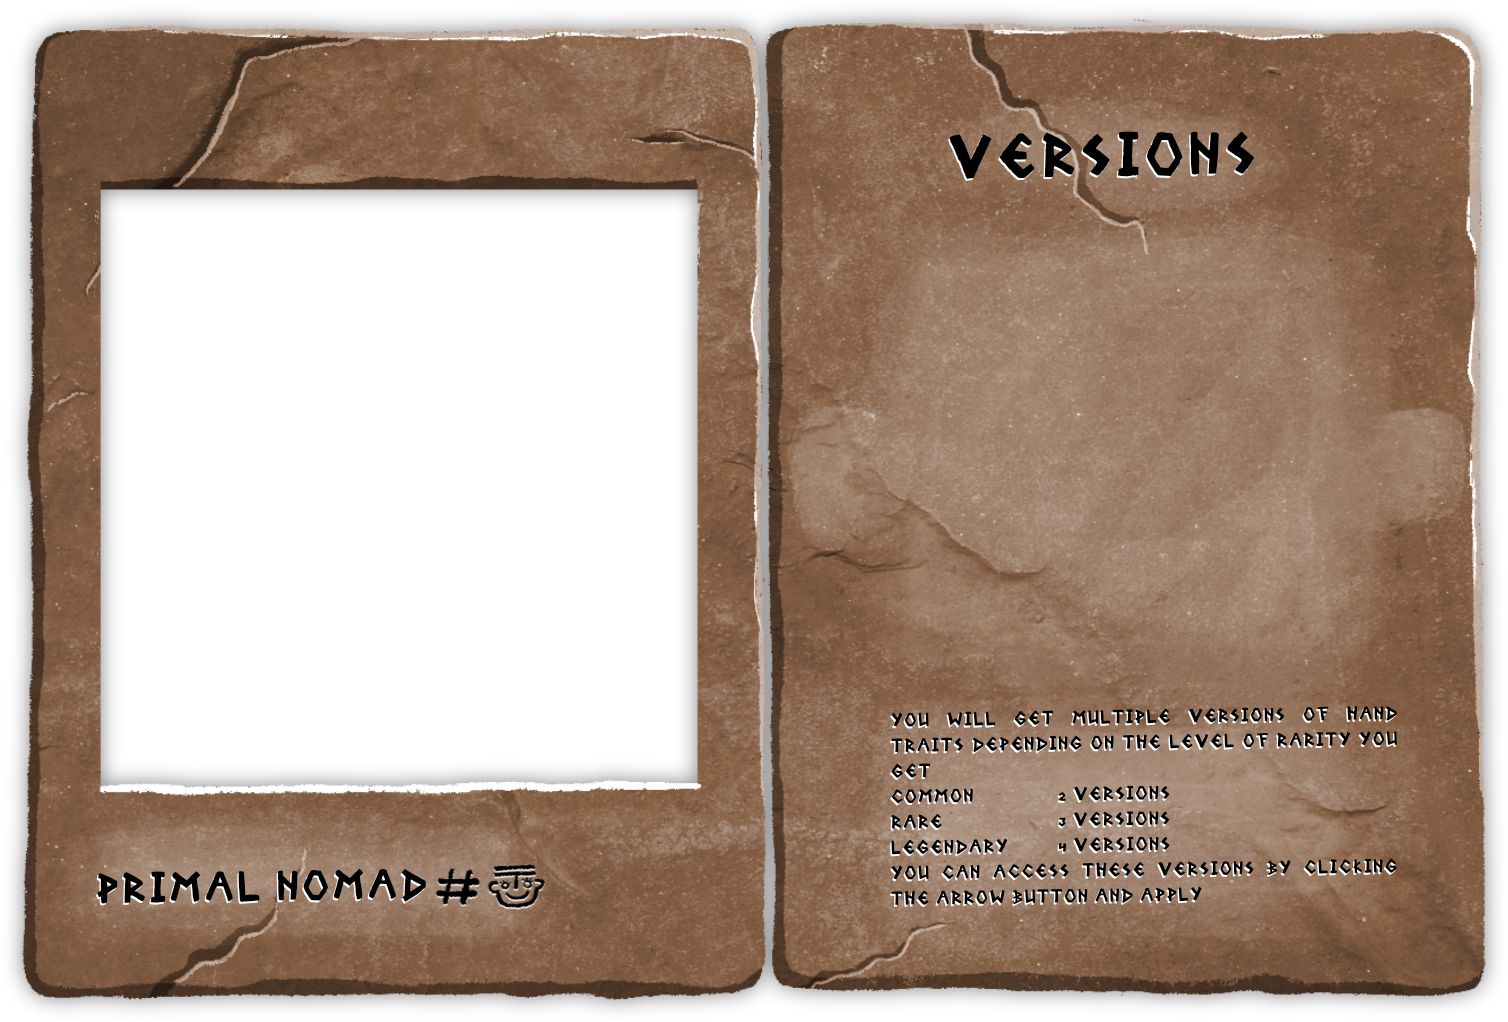 PRIMAL NOMAD #
VERSIONS
YOU WILL GET MULTIPLE VERSIONS OF HAND
TRAITS DEPENDING ON THE LEVEL OF RARITY YOU
GET
COMMON 2 VERSIONS
RARE 3 VERSIONS
LEGENDARY 4 VERSIONS
YOU CAN ACCESS THESE VERSIONS BY CLICKING
THE ARROW BUTTON AND APPLY